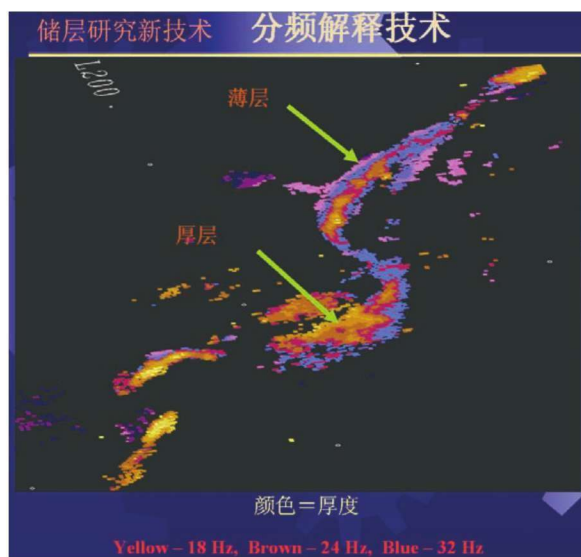 储层研究新技术 分频解释技术
L200
薄层
厚层
颜色＝厚度
Yellow – 18 Hz, Brown – 24 Hz, Blue – 32 Hz